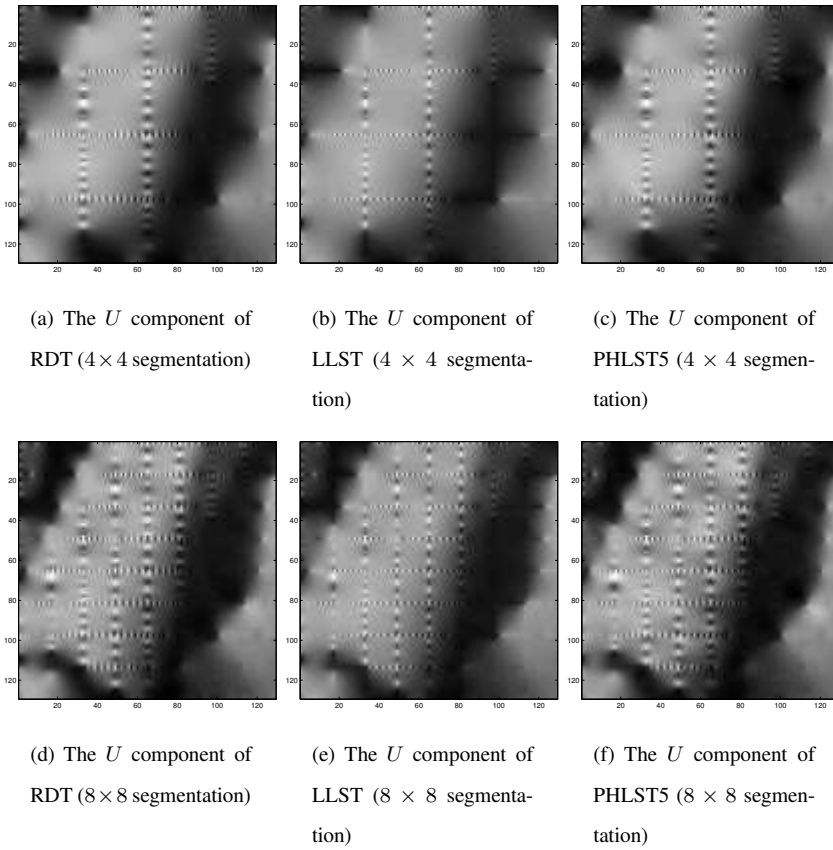 20
40
60
80
100
120
20 40 60 80 100 120
20
40
60
80
100
120
20 40 60 80 100 120
20
40
60
80
100
120
20 40 60 80 100 120
(a) The U component of
RDT (4×4 segmentation)
(b) The U component of
LLST (4 × 4 segmenta-
tion)
(c) The U component of
PHLST5 (4 × 4 segmen-
tation)
20
40
60
80
100
120
20 40 60 80 100 120
20
40
60
80
100
120
20 40 60 80 100 120
20
40
60
80
100
120
20 40 60 80 100 120
(d) The U component of
RDT (8×8 segmentation)
(e) The U component of
LLST (8 × 8 segmenta-
tion)
(f) The U component of
PHLST5 (8 × 8 segmen-
tation)